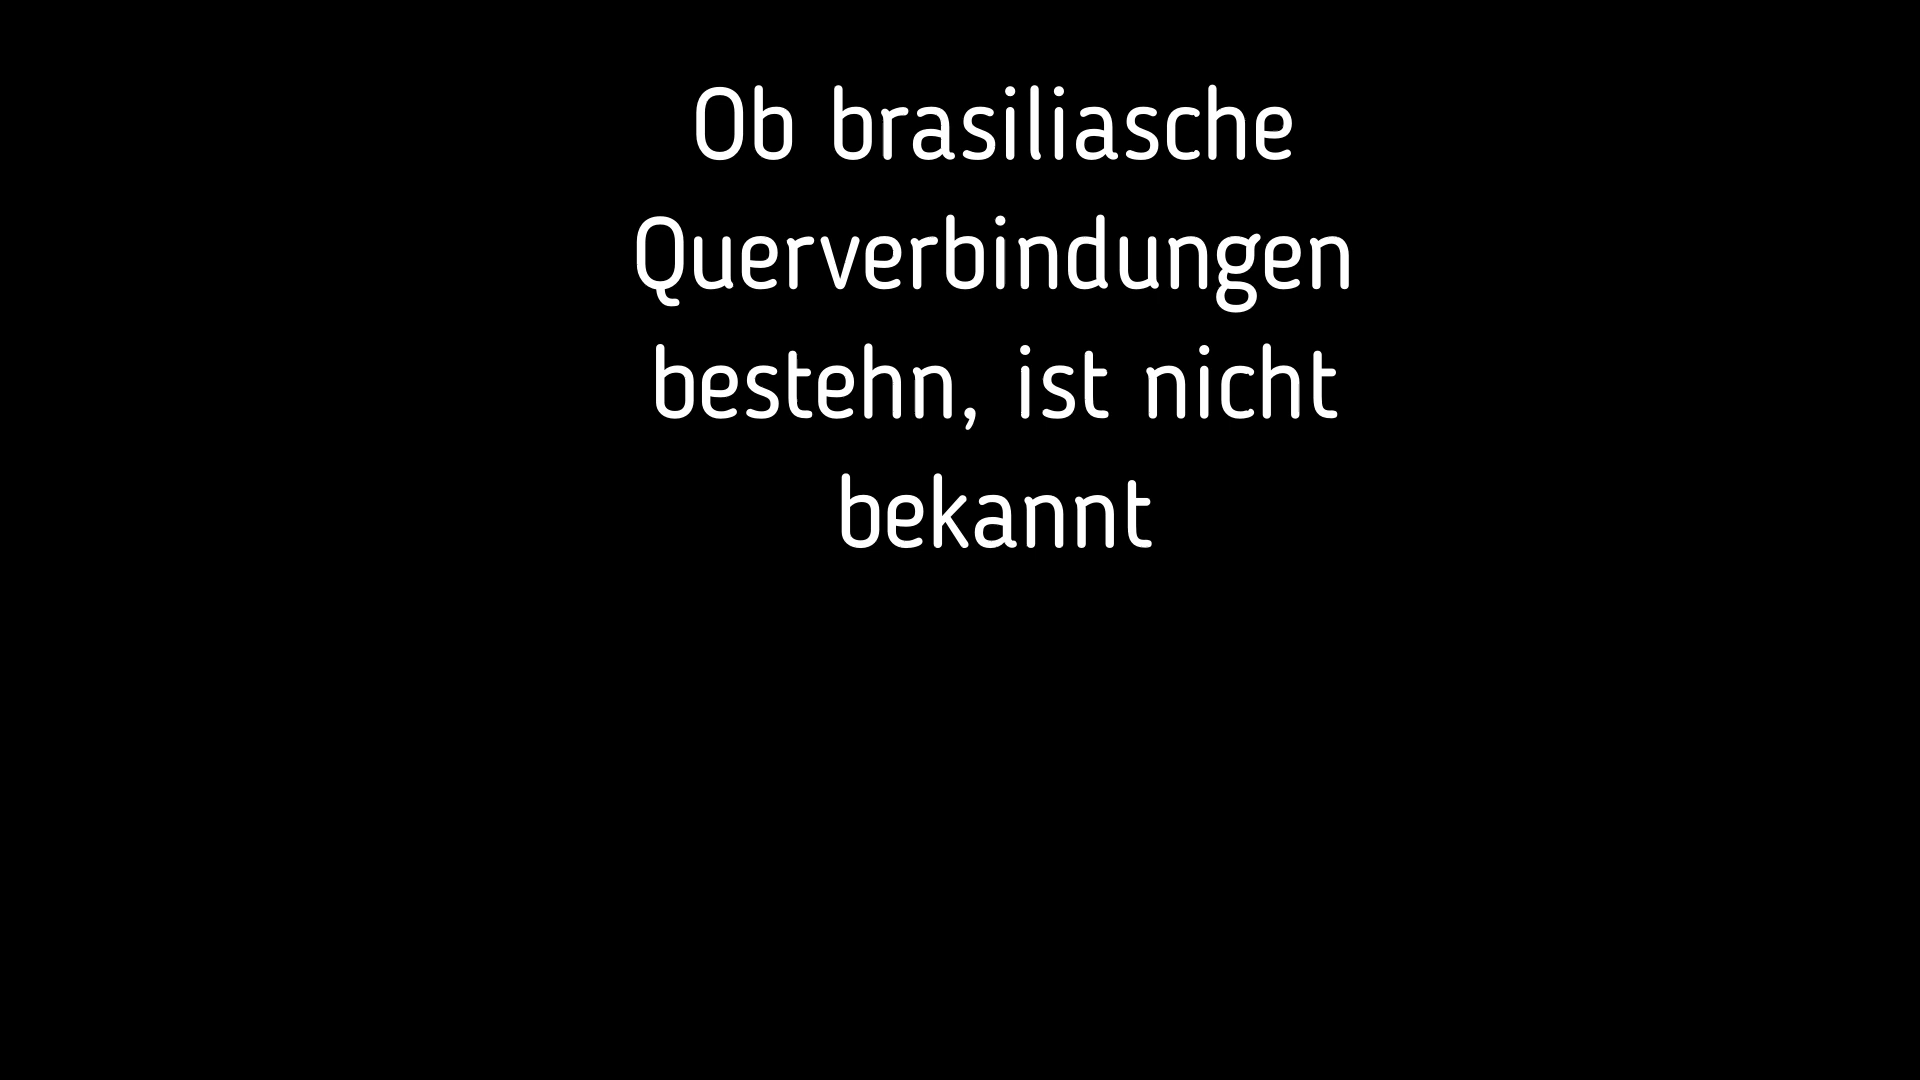 Ob brasiliasche
Querverbindungen
bestehn, ist nicht
bekannt